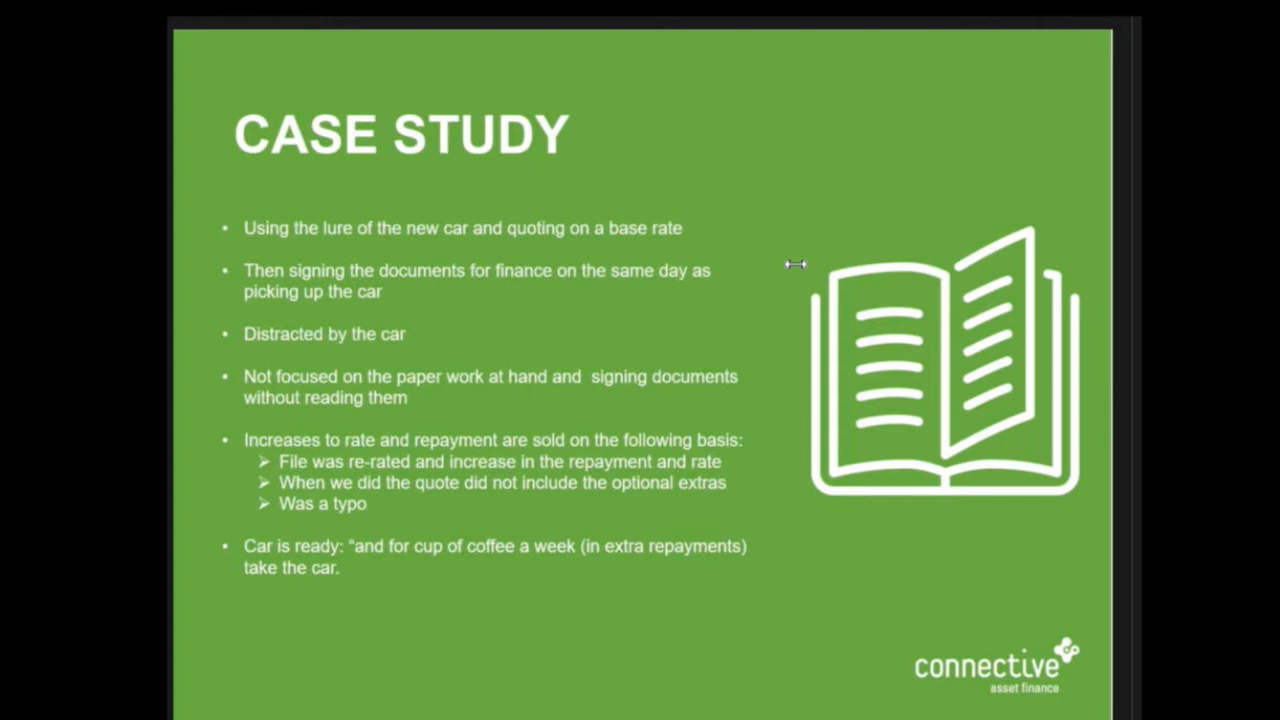 CASE STUDY
• Using the lure of the new car and quoting on a base rate
• Then signing the documents for finance on the same day as
picking up the car
• Distracted by the car
• Not focused on the paper work at hand and  signing documents
without reading them
• Increases to rate and repayment are sold on the following basis:
➢ File was re-rated and increase in the repayment and rate
➢ When we did the quote did not include the optional extras
➢ Was a typo
• Car is ready: “and for cup of coffee a week (in extra repayments)
take the car.
connective
asset finance